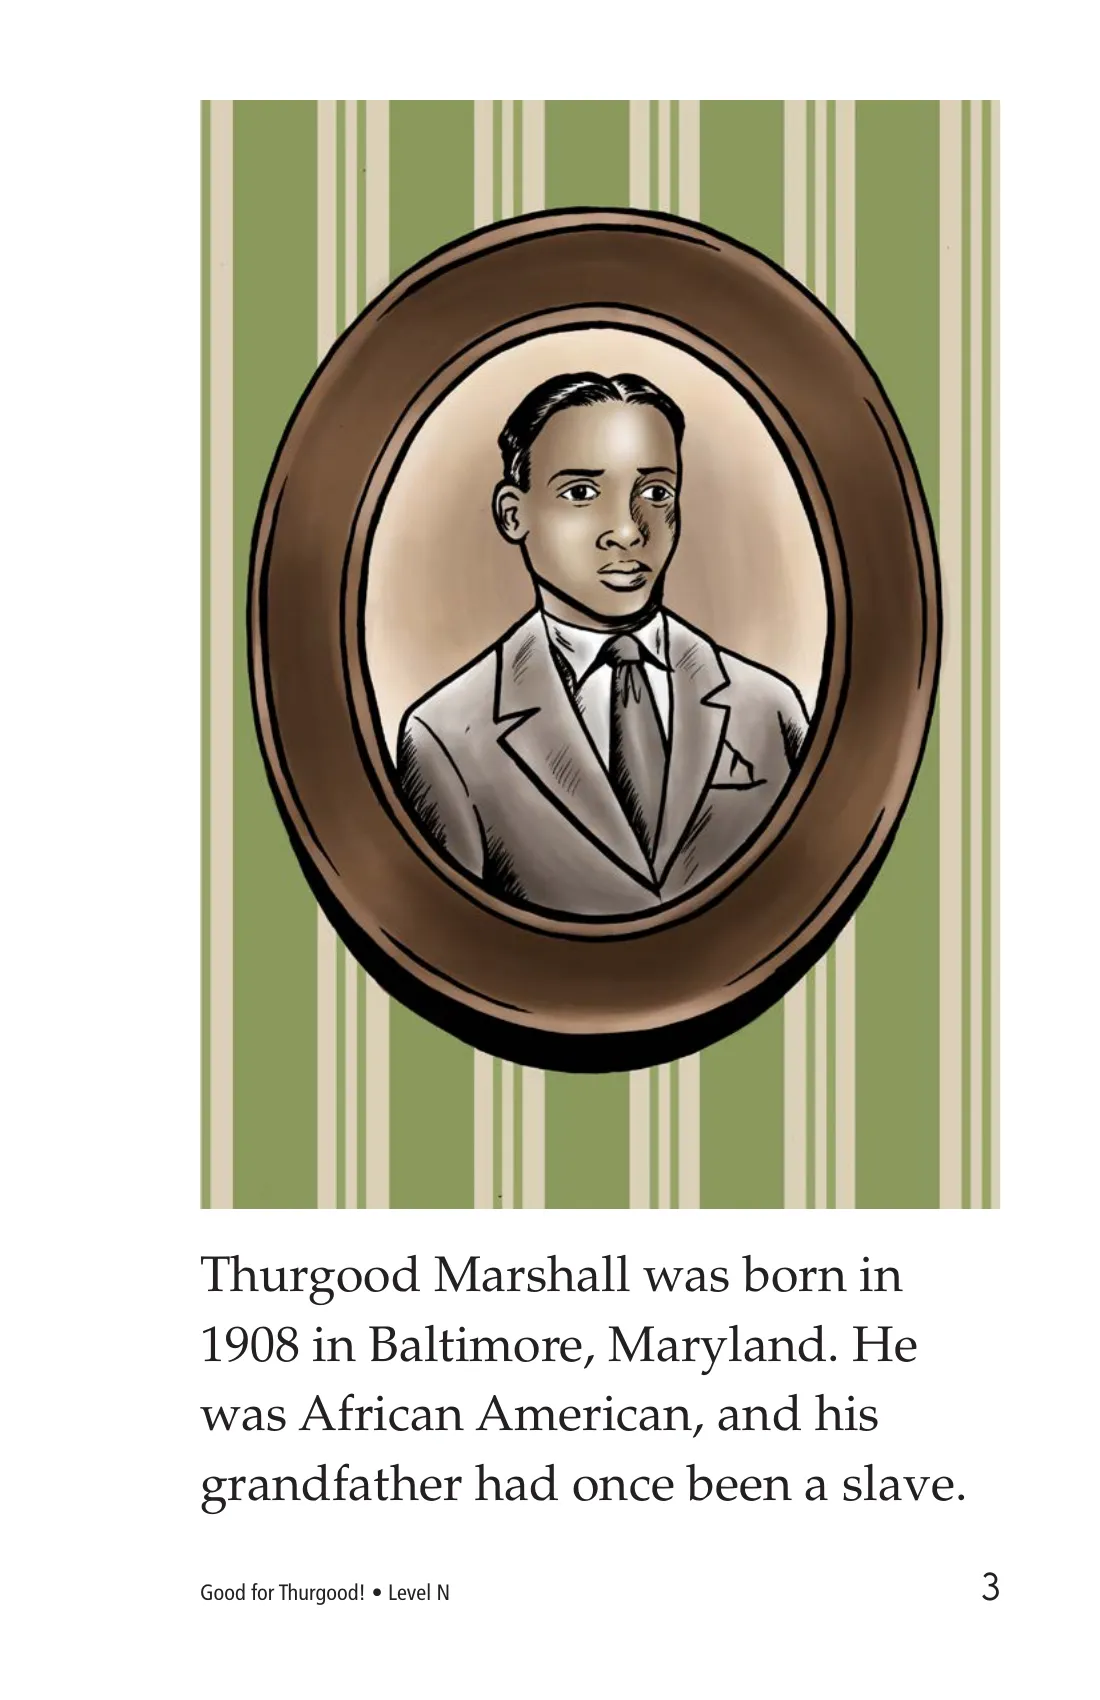 Thurgood Marshall was born in
1908 in Baltimore, Maryland. He
was African American, and his
grandfather had once been a slave.
Good for Thurgood! • Level N 3